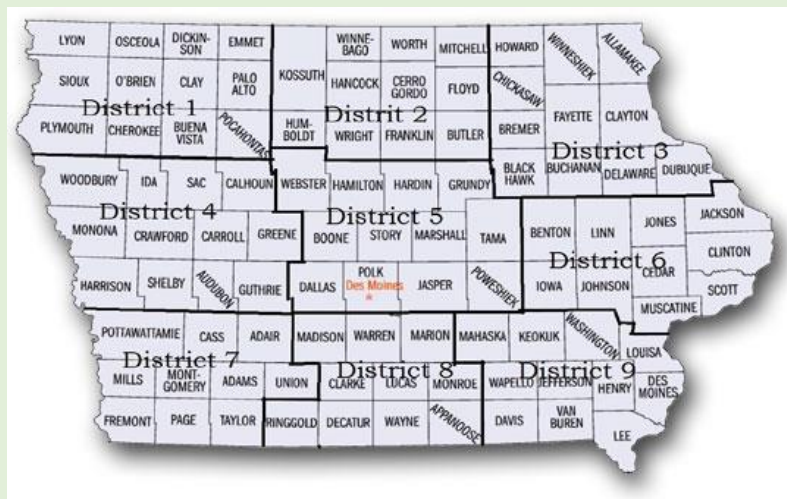 LYON
OSCEOLA
DICKIN-
SON
EMMET
KOSSUTH
WINNE-
BAGO
WORTH
MITCHELL
HOWARD
WINNESHIEK
ALLAMAKEE
SIOUX
O'BRIEN
CLAY
PALO
ALTO
HANCOCK
CERRO
GORDO
FLOYD
CHICKASAW
FAYETTE
CLAYTON
District 1
Distrit 2
District 3
PLYMOUTH
CHEROKEE
BUENA
VISTA
POCAHONTAS
HUM-
BOLDT
WRIGHT
FRANKLIN
BUTLER
BREMER
BLACK
HAWK
BUCHANAN
DELAWARE
DUBUQUE
WOODBURY
IDA
SAC
CALHOUN
WEBSTER
HAMILTON
HARDIN
GRUNDY
District 4
District 5
MONONA
CRAWFORD
CARROLL
GREENE
BOONE
STORY
MARSHALL
TAMA
BENTON
LINN
JONES
JACKSON
CLINTON
District 6
CEDAR
HARRISON
SHELBY
AUDUBON
GUTHRIE
DALLAS
POLK
Des Moines
*
JASPER
POWESHIEK
IOWA
JOHNSON
SCOTT
MUSCATINE
POTTAWATTAMIE
CASS
ADAIR
MADISON
WARREN
MARION
MAHASKA
KEOKUK
WASHINGTON
LOUISA
District 7
District 8
District 9
MILLS
MONT-
GOMERY
ADAMS
UNION
CLARKE
LUCAS
MONROE
WAPELLO
JEFFERSON
HENRY
DES
MOINES
FREMONT
PAGE
TAYLOR
RINGGOLD
DECATUR
WAYNE
APPANOOSE
DAVIS
VAN
BUREN
LEE